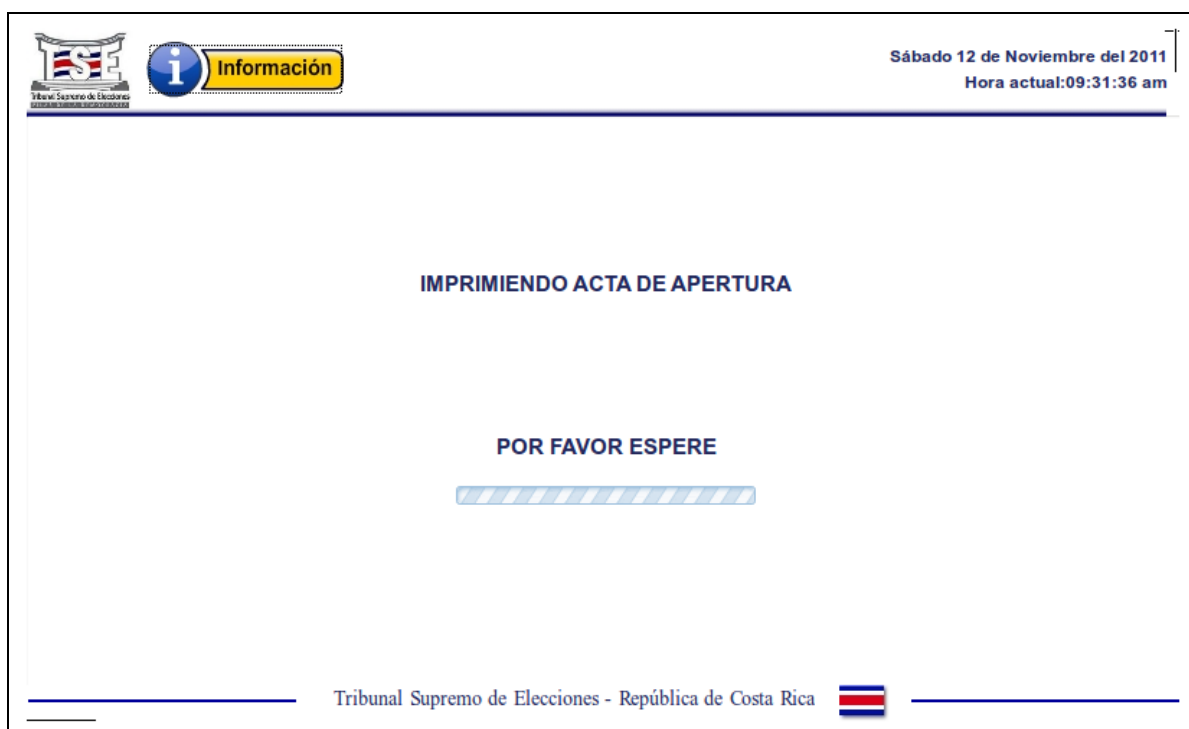 TSE
Tribunal Supremo de Elecciones
i Información
Sábado 12 de Noviembre del 2011
Hora actual:09:31:36 am
IMPRIMIENDO ACTA DE APERTURA
POR FAVOR ESPERE
Tribunal Supremo de Elecciones - República de Costa Rica